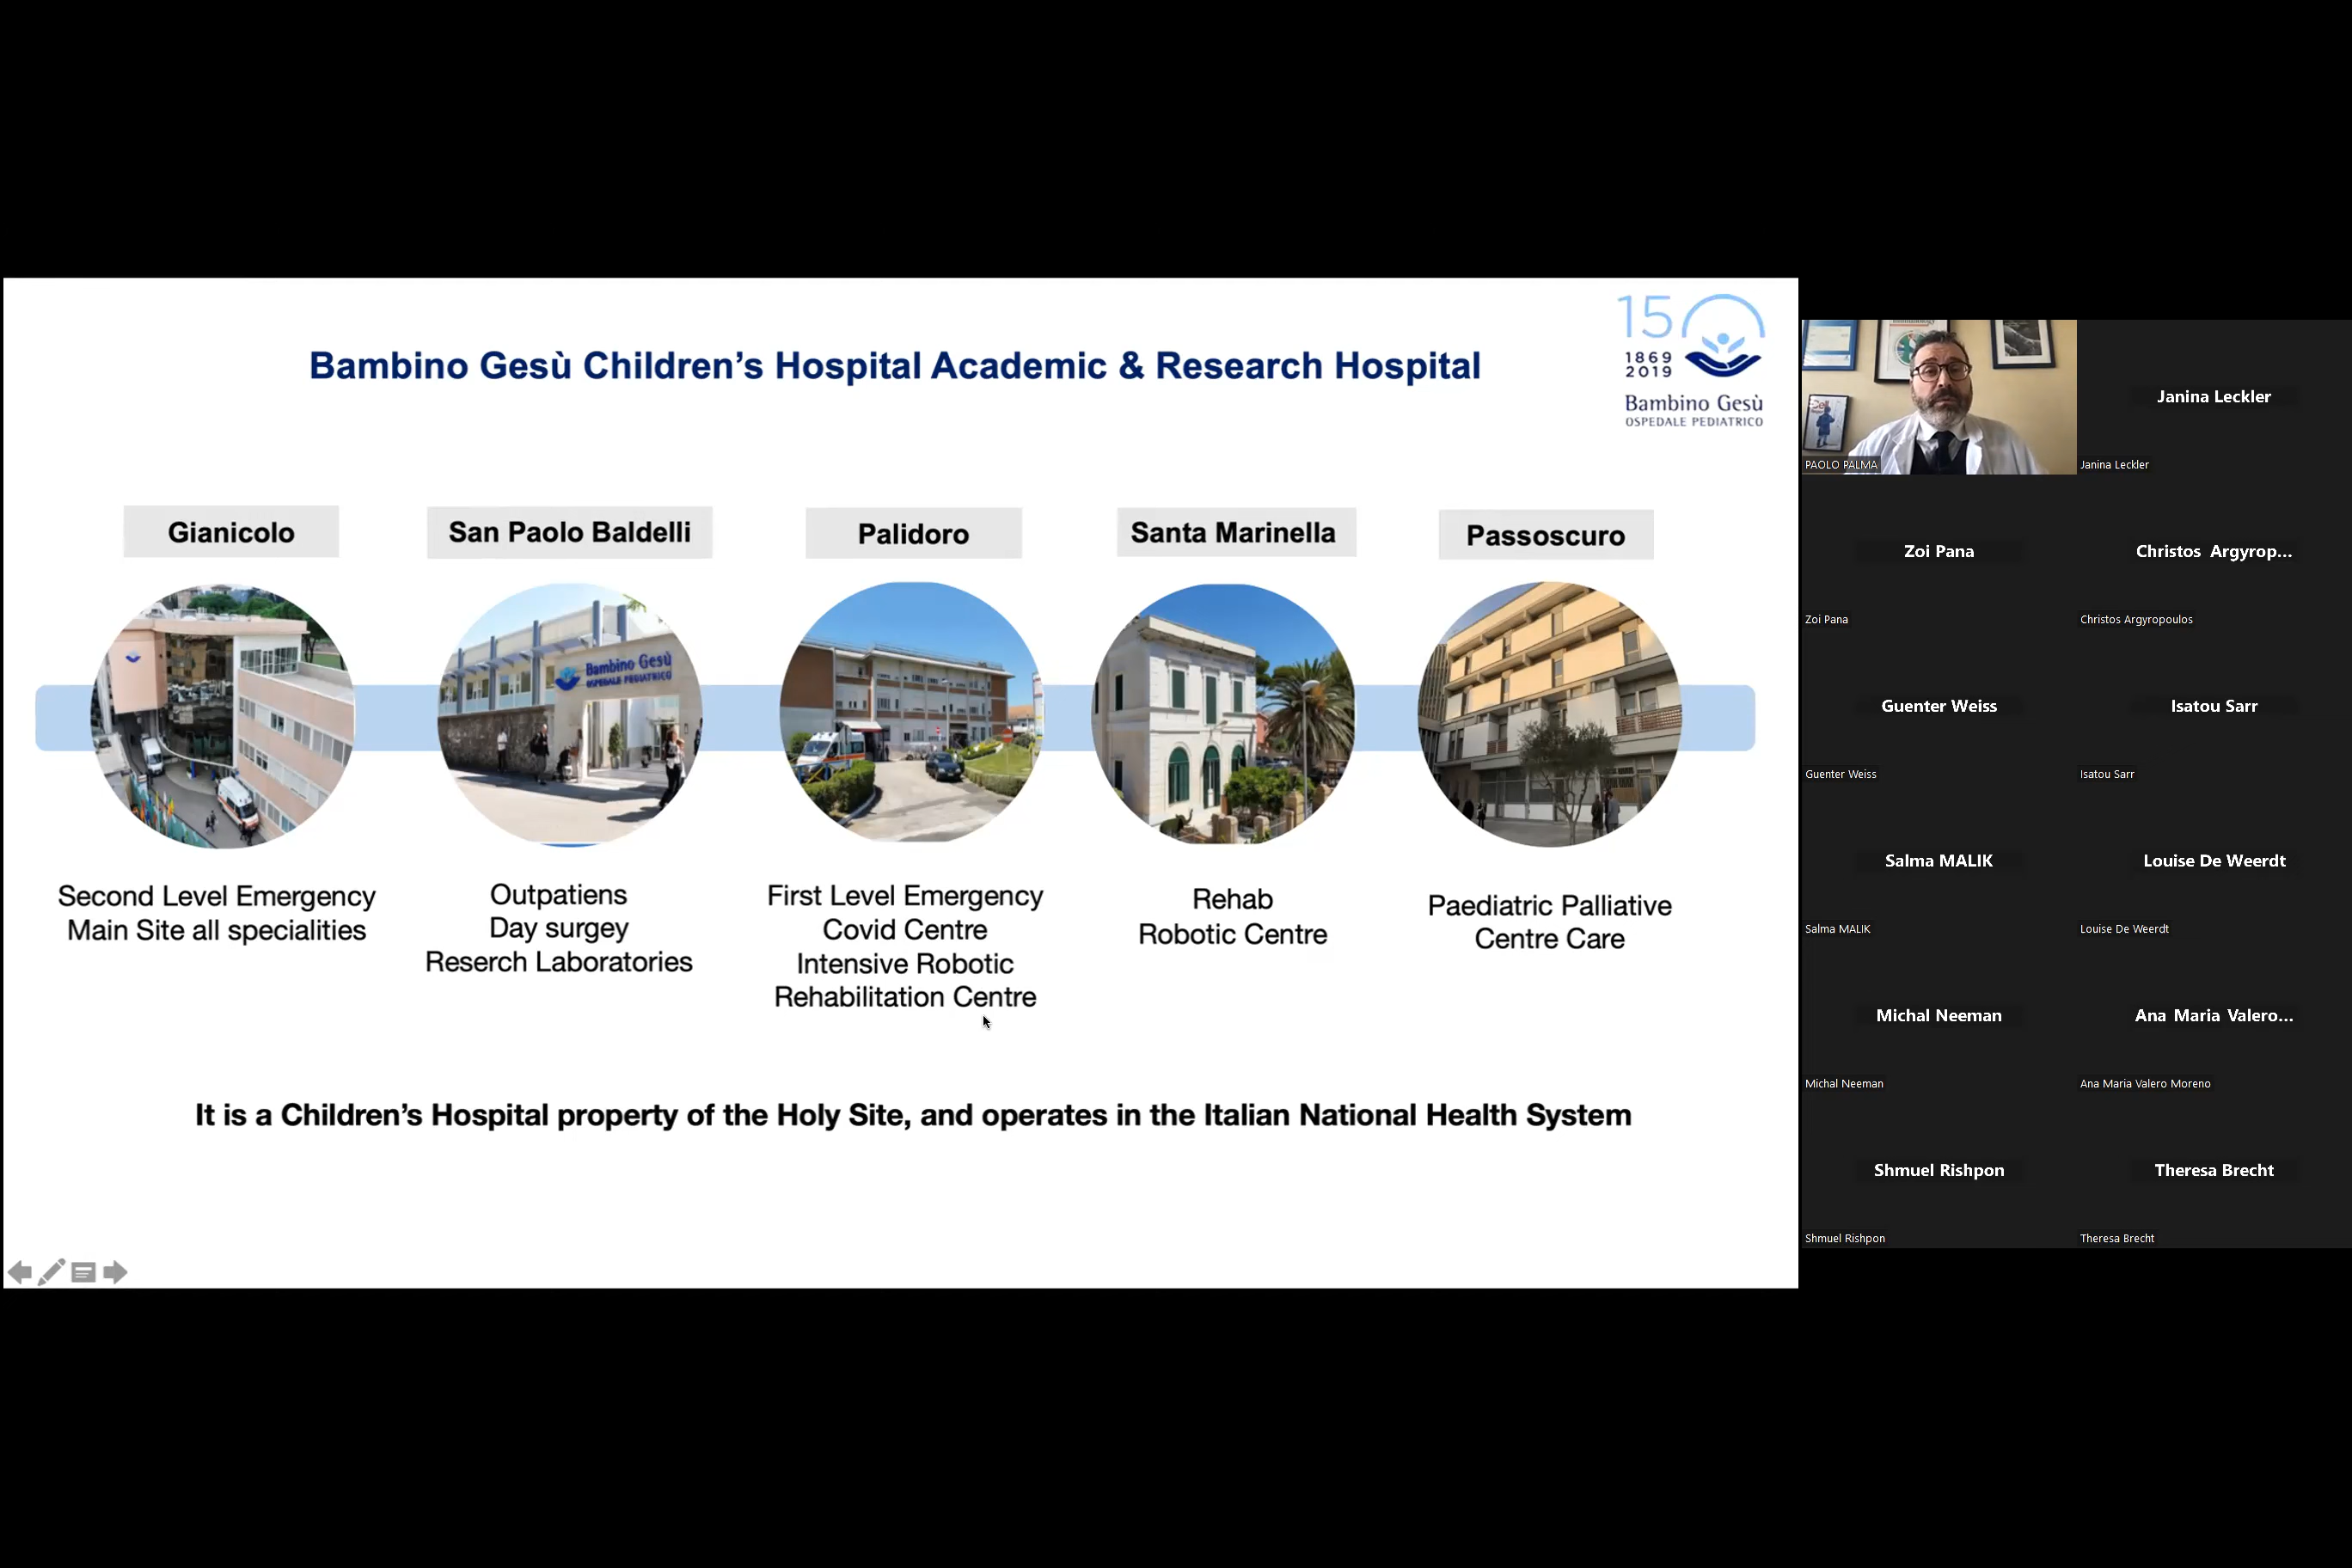 Bambino Gesù Children’s Hospital Academic & Research Hospital
150
1869
2019
Bambino Gesù
OSPEDALE PEDIATRICO
Gianicolo
San Paolo Baldelli
Palidoro
Santa Marinella
Passoscuro
Bambino Gesù
OSPEDALE PEDIATRICO
Second Level Emergency
Main Site all specialities
Outpatiens
Day surgey
Reserch Laboratories
First Level Emergency
Covid Centre
Intensive Robotic
Rehabilitation Centre
Rehab
Robotic Centre
Paediatric Palliative
Centre Care
It is a Children’s Hospital property of the Holy Site, and operates in the Italian National Health System
PAOLO PALMA
Janina Leckler
Janina Leckler
Zoi Pana
Zoi Pana
Christos Argyrop...
Christos Argyropoulos
Guenter Weiss
Guenter Weiss
Isatou Sarr
Isatou Sarr
Salma MALIK
Salma MALIK
Louise De Weerdt
Louise De Weerdt
Michal Neeman
Michal Neeman
Ana Maria Valero...
Ana Maria Valero Moreno
Shmuel Rishpon
Shmuel Rishpon
Theresa Brecht
Theresa Brecht